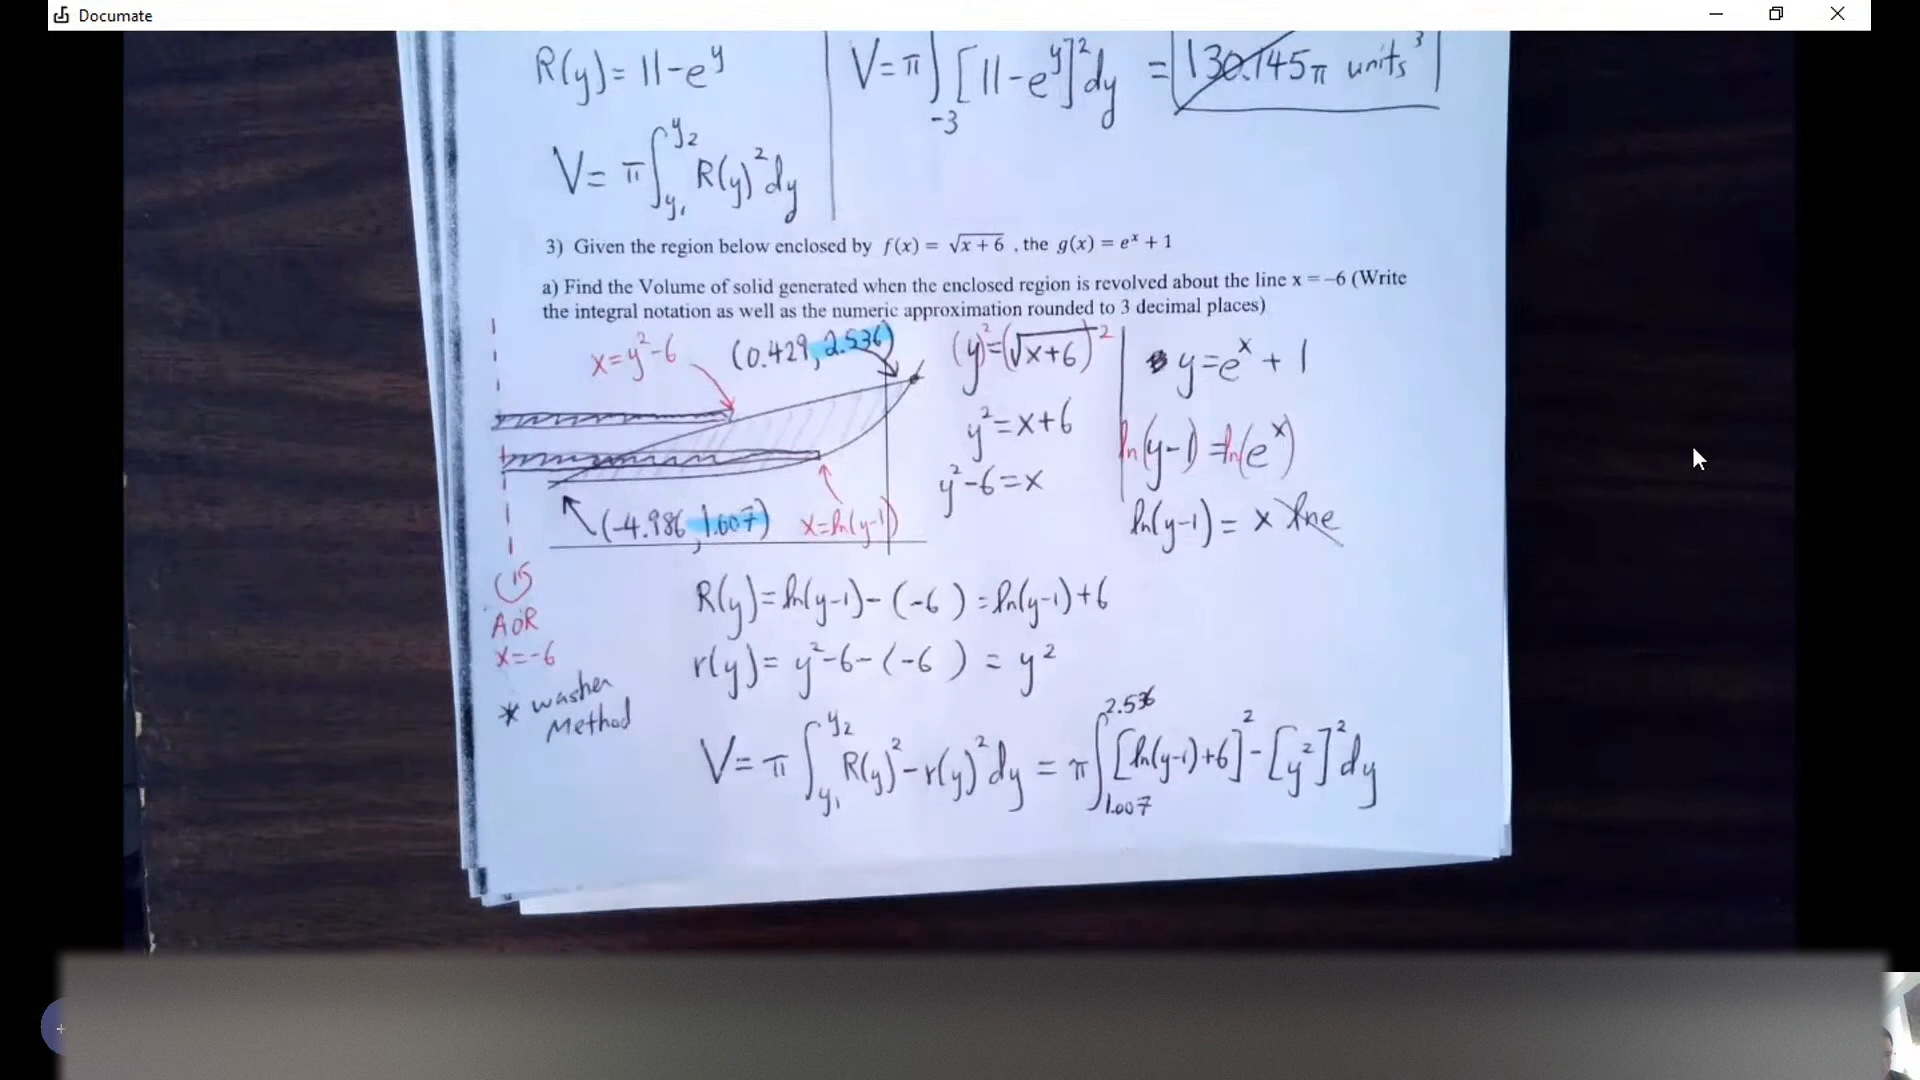 Documate
R(y)= 11-e^y
V= π∫_{-3} [11-e^y]^2 dy = 130.145π units^3
V= π∫_{y_1}^{y_2} R(y)^2 dy
3) Given the region below enclosed by f(x) = √x + 6 , the g(x) = e^x + 1
a) Find the Volume of solid generated when the enclosed region is revolved about the line x = –6 (Write
the integral notation as well as the numeric approximation rounded to 3 decimal places)
x=y^2-6
(0.429, 2.536)
(-4.986, 1.007)
x=ln(y-1)
AOR
x=-6
* washer
Method
(y)^2=(√x+6)^2
y^2=x+6
y^2-6=x
y=e^x + 1
ln(y-1)=ln(e^x)
ln(y-1)= x lne
R(y)= ln(y-1)- (-6) = ln(y-1)+6
r(y)= y^2-6-(-6) = y^2
V= π∫_{y_1}^{y_2} R(y)^2-r(y)^2 dy = π∫_{1.007}^{2.536} [ln(y-1)+6]^2-[y^2]^2 dy